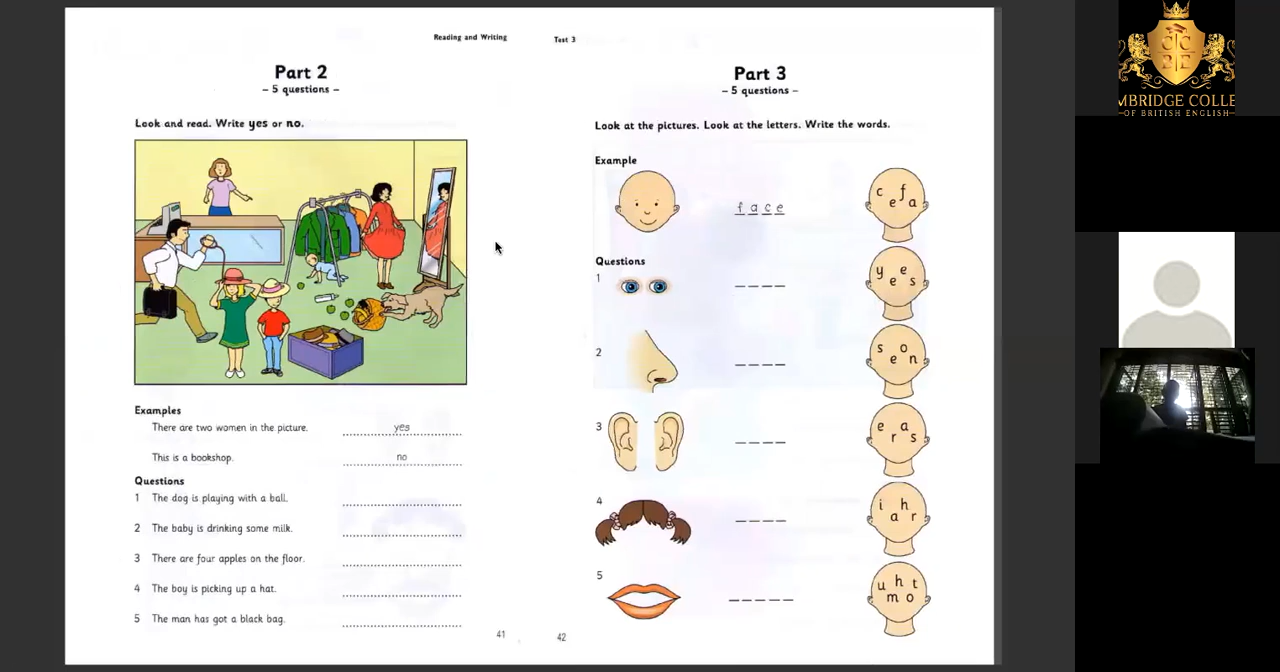 Reading and Writing
Part 2
– 5 questions –
Look and read. Write yes or no.
Examples
There are two women in the picture. yes
This is a bookshop. no
Questions
1 The dog is playing with a ball.
2 The baby is drinking some milk.
3 There are four apples on the floor.
4 The boy is picking up a hat.
5 The man has got a black bag.
41
Test 3
Part 3
– 5 questions –
Look at the pictures. Look at the letters. Write the words.
Example
f a c e
c f
e a
Questions
1
y e
e s
2
s o
e n
3
e a
r s
4
i h
a r
5
u h t
m o
42
C C
B E
MBRIDGE COLLE
OF BRITISH ENGLISH